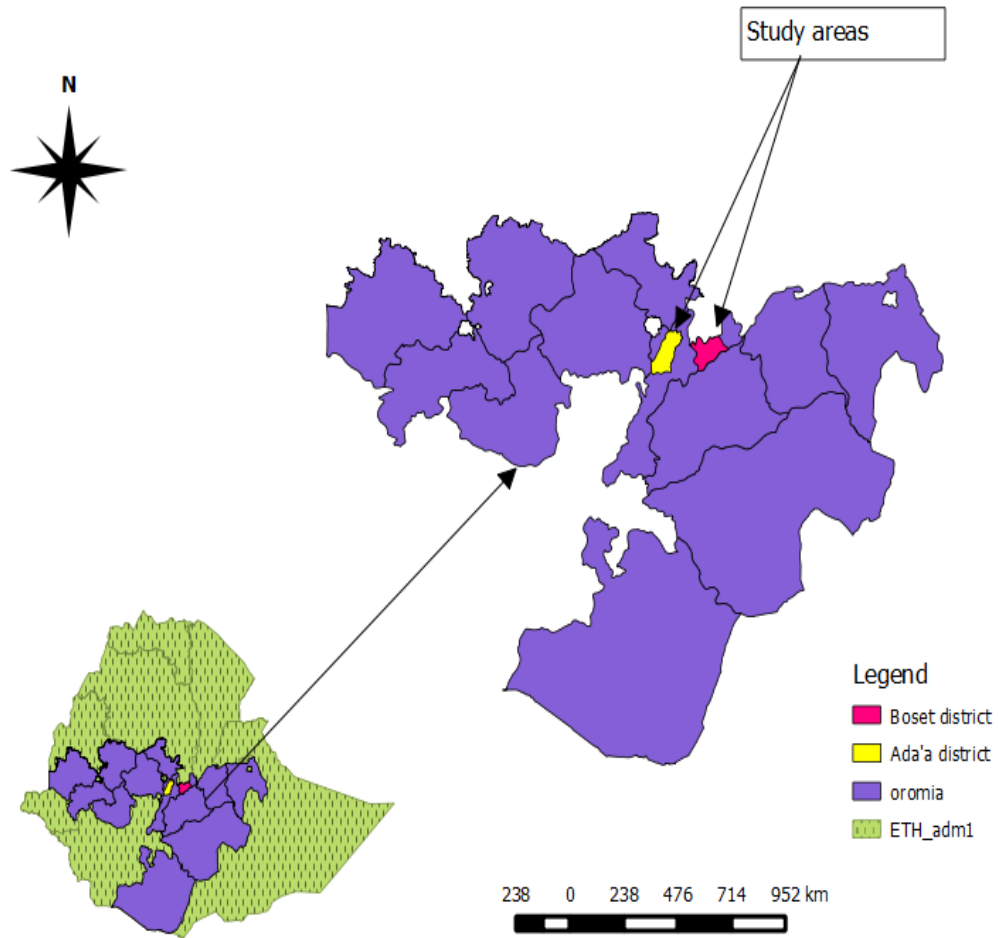 Study areas
N
Legend
Boset district
Ada'a district
oromia
ETH_adm1
238 0 238 476 714 952 km